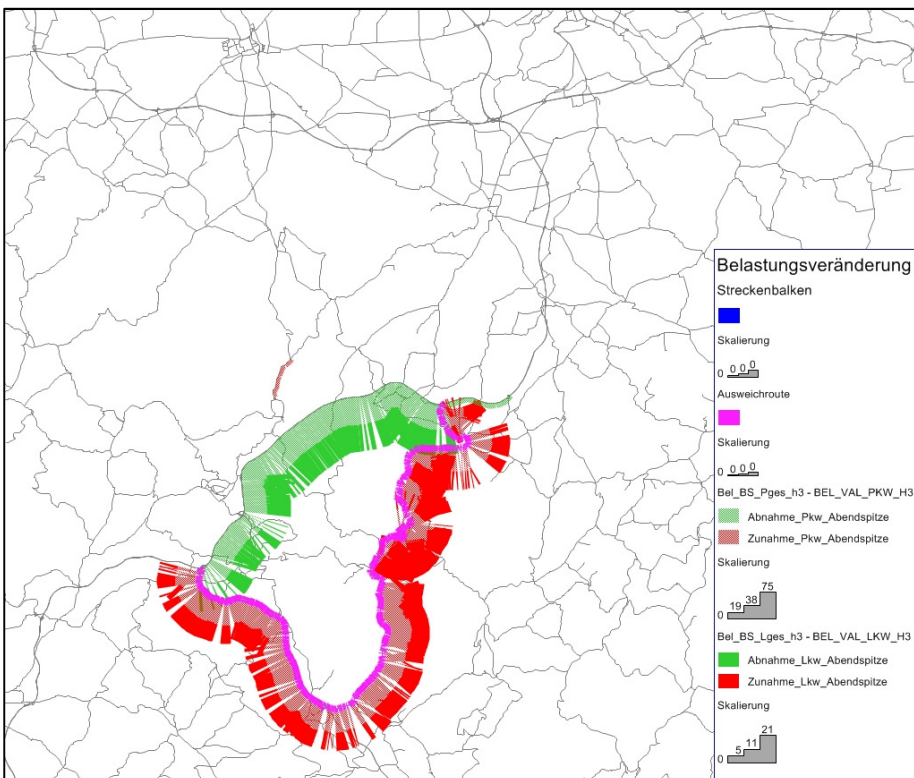 Belastungsveränderung
Streckenbalken
Skalierung
0 0 0 0
Ausweichroute
Skalierung
0 0 0 0
Bel_BS_Pges_h3 - BEL_VAL_PKW_H3
Abnahme_Pkw_Abendspitze
Zunahme_Pkw_Abendspitze
Skalierung
0 19 38 75
Bel_BS_Lges_h3 - BEL_VAL_LKW_H3
Abnahme_Lkw_Abendspitze
Zunahme_Lkw_Abendspitze
Skalierung
0 5 11 21